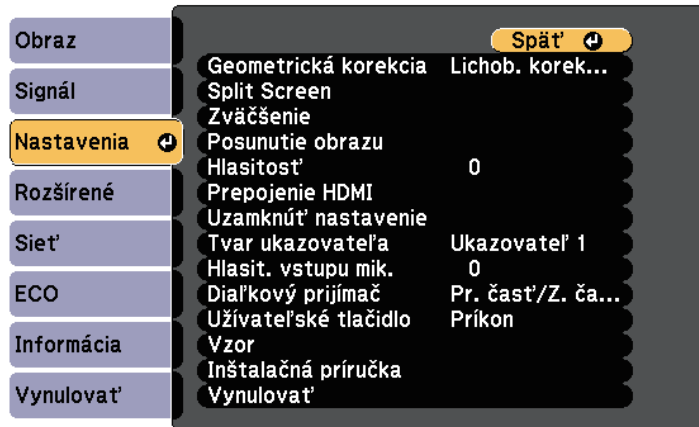 Obraz
Signál
Nastavenia
Rozšírené
Sieť
ECO
Informácia
Vynulovať
Späť
Geometrická korekcia Lichob. korek...
Split Screen
Zväčšenie
Posunutie obrazu
Hlasitosť 0
Prepojenie HDMI
Uzamknúť nastavenie
Tvar ukazovateľa Ukazovateľ 1
Hlasit. vstupu mik. 0
Diaľkový prijímač Pr. časť/Z. ča...
Užívateľské tlačidlo Príkon
Vzor
Inštalačná príručka
Vynulovať